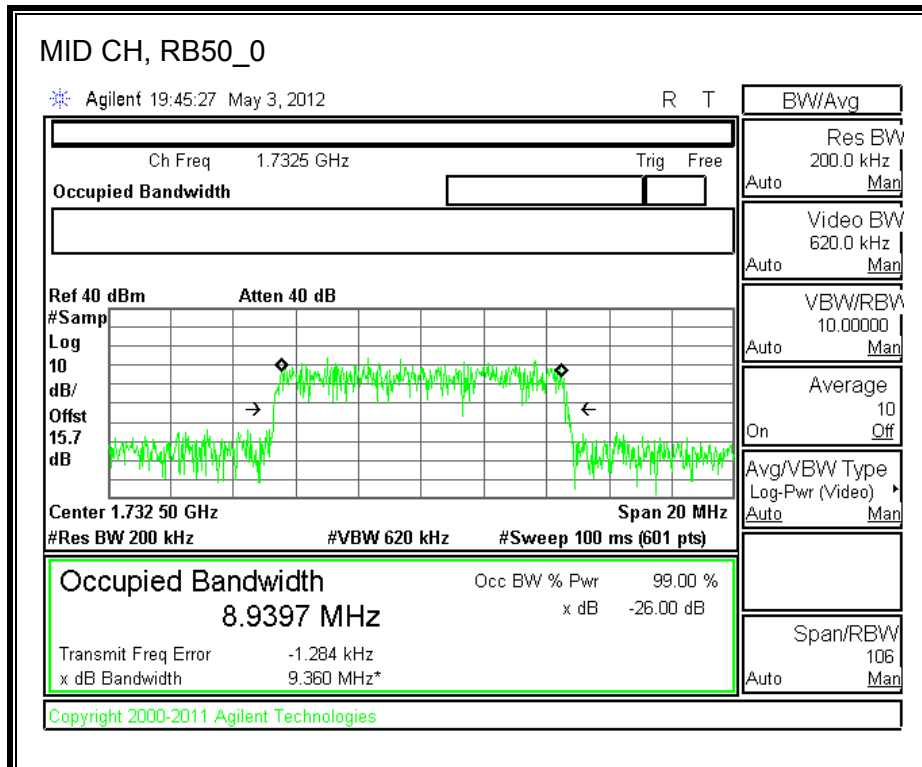 MID CH, RB50_0
Agilent 19:45:27 May 3, 2012 R T
Ch Freq 1.7325 GHz Trig Free
Occupied Bandwidth
Ref 40 dBm Atten 40 dB
#Samp
Log
10
dB/
Offst
15.7
dB
Center 1.732 50 GHz Span 20 MHz
#Res BW 200 kHz #VBW 620 kHz #Sweep 100 ms (601 pts)
Occupied Bandwidth
8.9397 MHz
Occ BW % Pwr 99.00 %
x dB -26.00 dB
Transmit Freq Error -1.284 kHz
x dB Bandwidth 9.360 MHz*
Copyright 2000-2011 Agilent Technologies
BW/Avg
Res BW
200.0 kHz
Auto Man
Video BW
620.0 kHz
Auto Man
VBW/RBW
10.00000
Auto Man
Average
10
On Off
Avg/VBW Type
Log-Pwr (Video)
Auto Man
Span/RBW
106
Auto Man